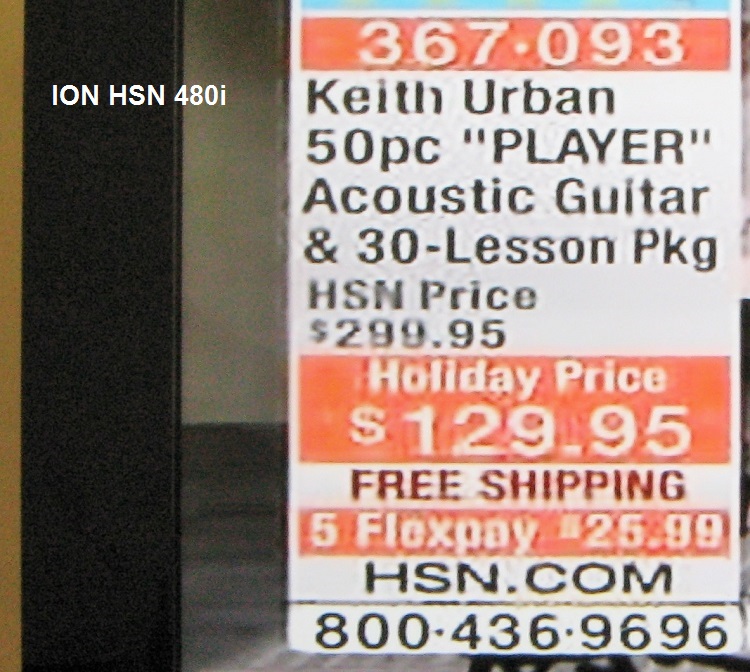 367·093
ION HSN 480i
Keith Urban
50pc "PLAYER"
Acoustic Guitar
& 30-Lesson Pkg
HSN Price
$299.95
Holiday Price
$129.95
FREE SHIPPING
5 Flexpay $25.99
HSN.COM
800·436·9696